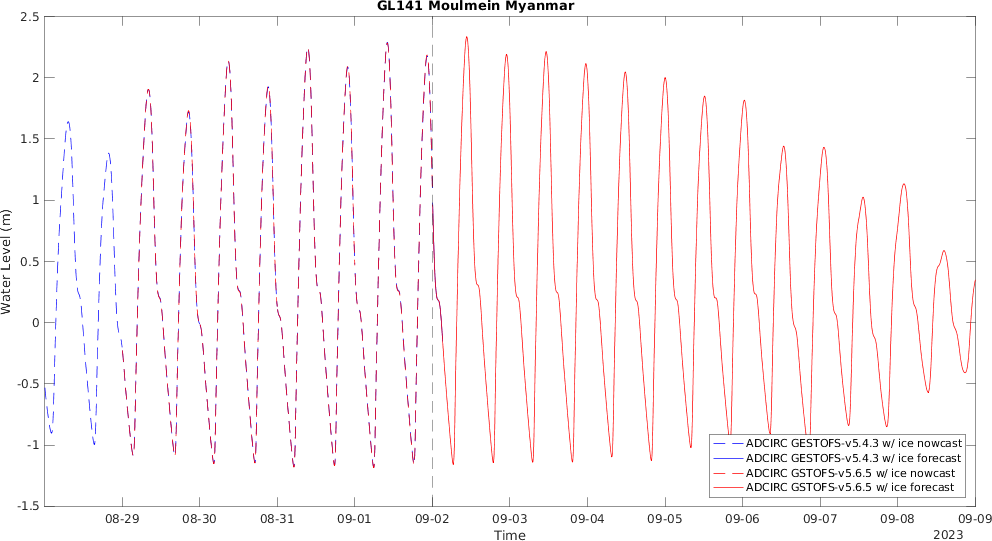 GL141 Moulmein Myanmar
2.5
2
1.5
1
0.5
0
-0.5
-1
-1.5
Water Level (m)
ADCIRC GESTOFS-v5.4.3 w/ ice nowcast
ADCIRC GESTOFS-v5.4.3 w/ ice forecast
ADCIRC GSTOFS-v5.6.5 w/ ice nowcast
ADCIRC GSTOFS-v5.6.5 w/ ice forecast
08-29 08-30 08-31 09-01 09-02 09-03 09-04 09-05 09-06 09-07 09-08 09-09
Time
2023